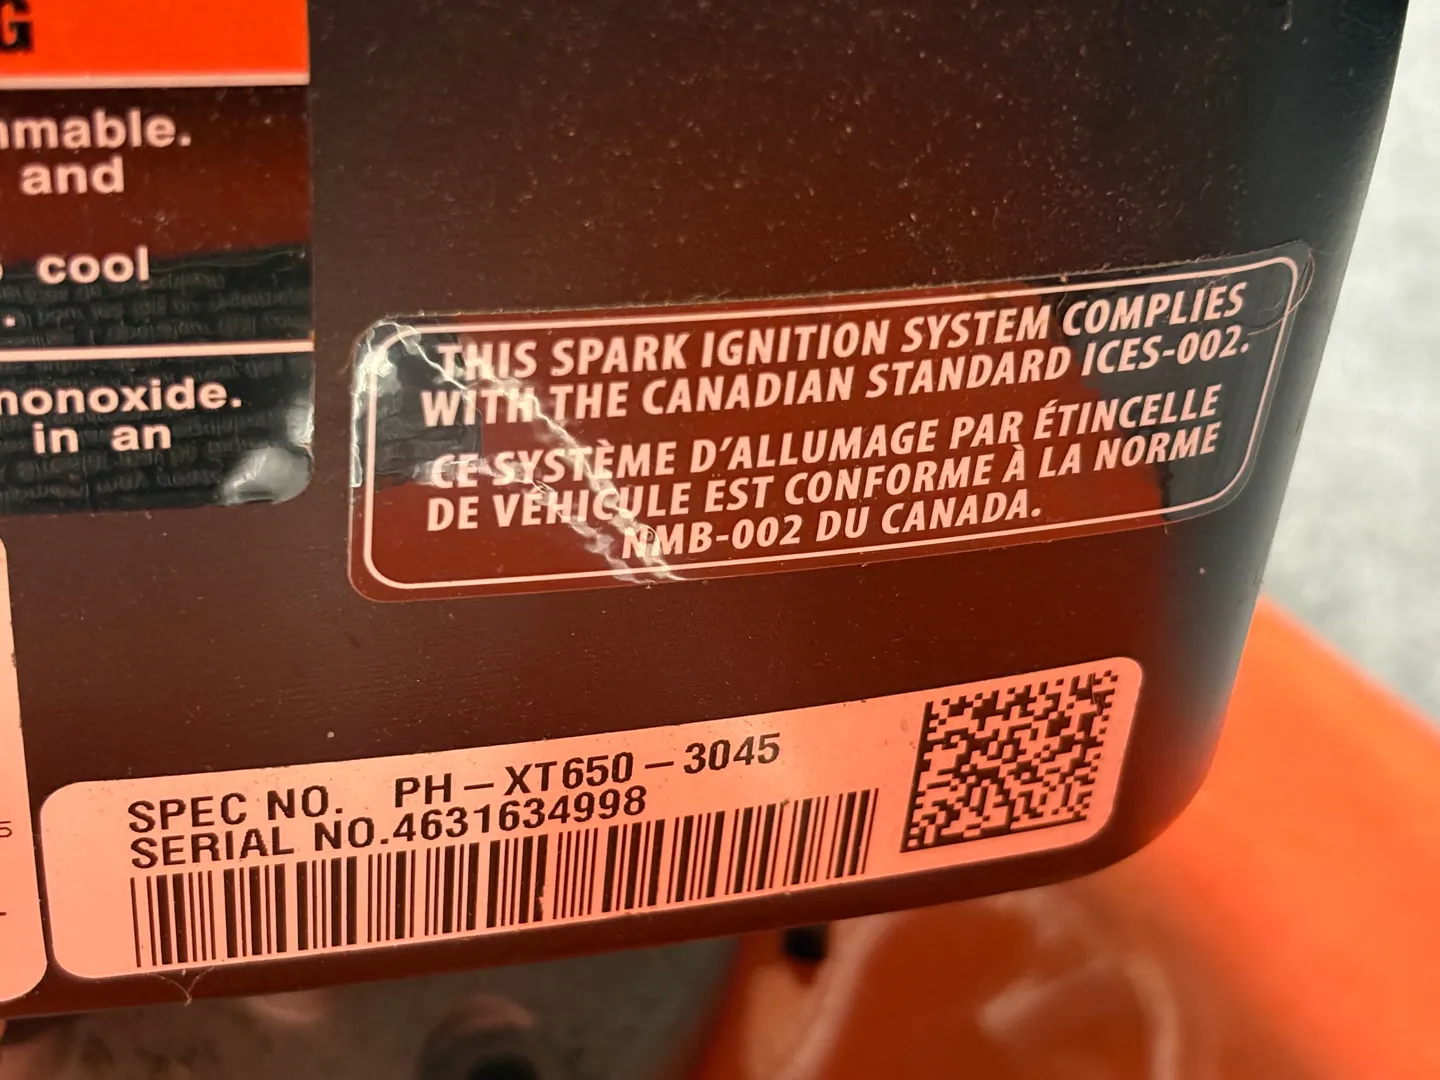 G
mmable.
and
cool
.
monoxide.
in an
THIS SPARK IGNITION SYSTEM COMPLIES
WITH THE CANADIAN STANDARD ICES-002.
CE SYSTÈME D'ALLUMAGE PAR ÉTINCELLE
DE VÉHICULE EST CONFORME À LA NORME
NMB-002 DU CANADA.
SPEC NO. PH-XT650-3045
SERIAL NO.4631634998